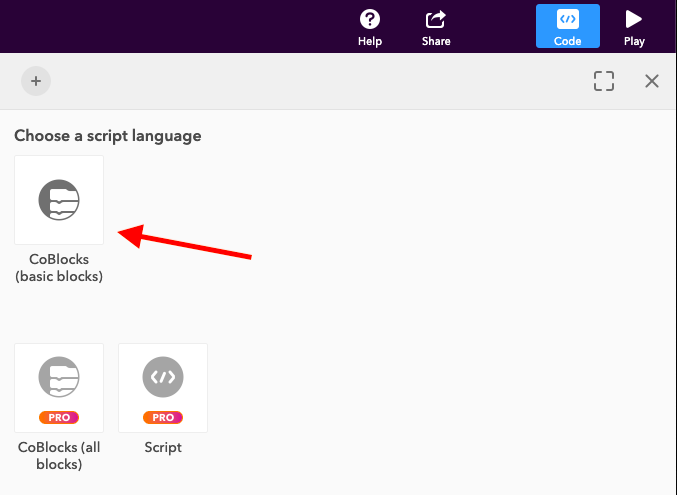 Help
Share
Code
Play
Choose a script language
CoBlocks
(basic blocks)
PRO
PRO
CoBlocks (all
blocks)
Script